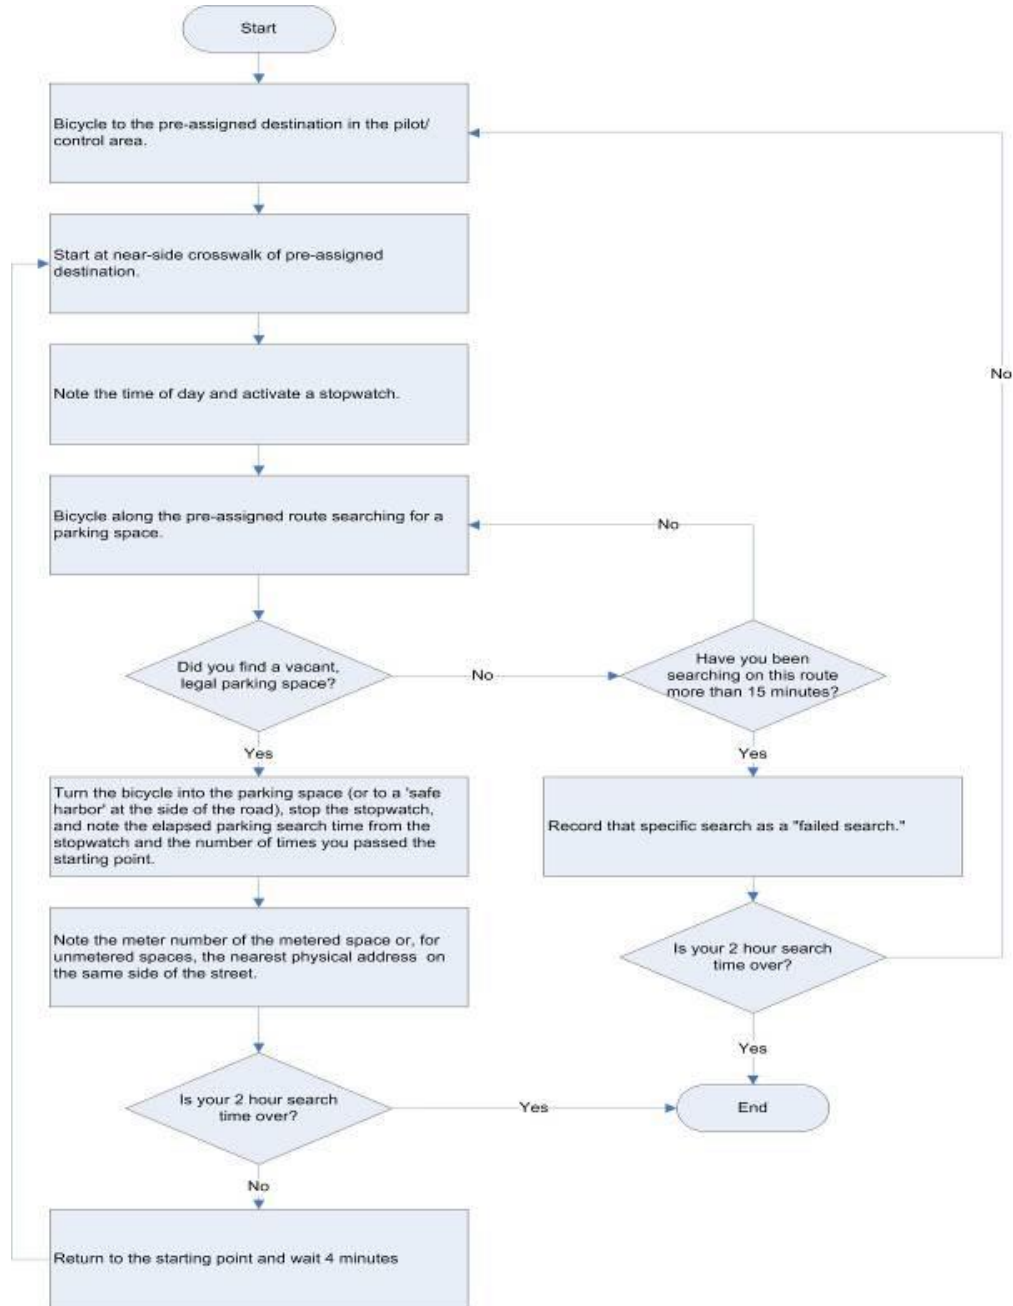 Start
Bicycle to the pre-assigned destination in the pilot/
control area.
Start at near-side crosswalk of pre-assigned
destination.
No
Note the time of day and activate a stopwatch.
Bicycle along the pre-assigned route searching for a
parking space.
No
Did you find a vacant,
legal parking space?
No
Have you been
searching on this route
more than 15 minutes?
Yes
Yes
Turn the bicycle into the parking space (or to a 'safe
harbor' at the side of the road), stop the stopwatch,
and note the elapsed parking search time from the
stopwatch and the number of times you passed the
starting point.
Record that specific search as a "failed search."
Note the meter number of the metered space or, for
unmetered spaces, the nearest physical address on
the same side of the street.
Is your 2 hour search
time over?
Yes
Is your 2 hour search
time over?
Yes
End
No
Return to the starting point and wait 4 minutes